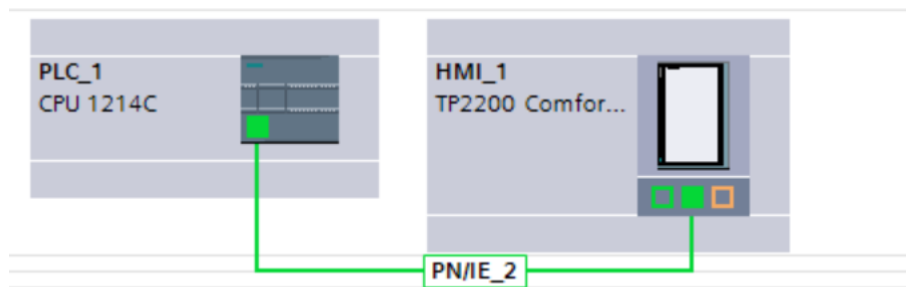 PLC_1
CPU 1214C
HMI_1
TP2200 Comfor...
PN/IE_2